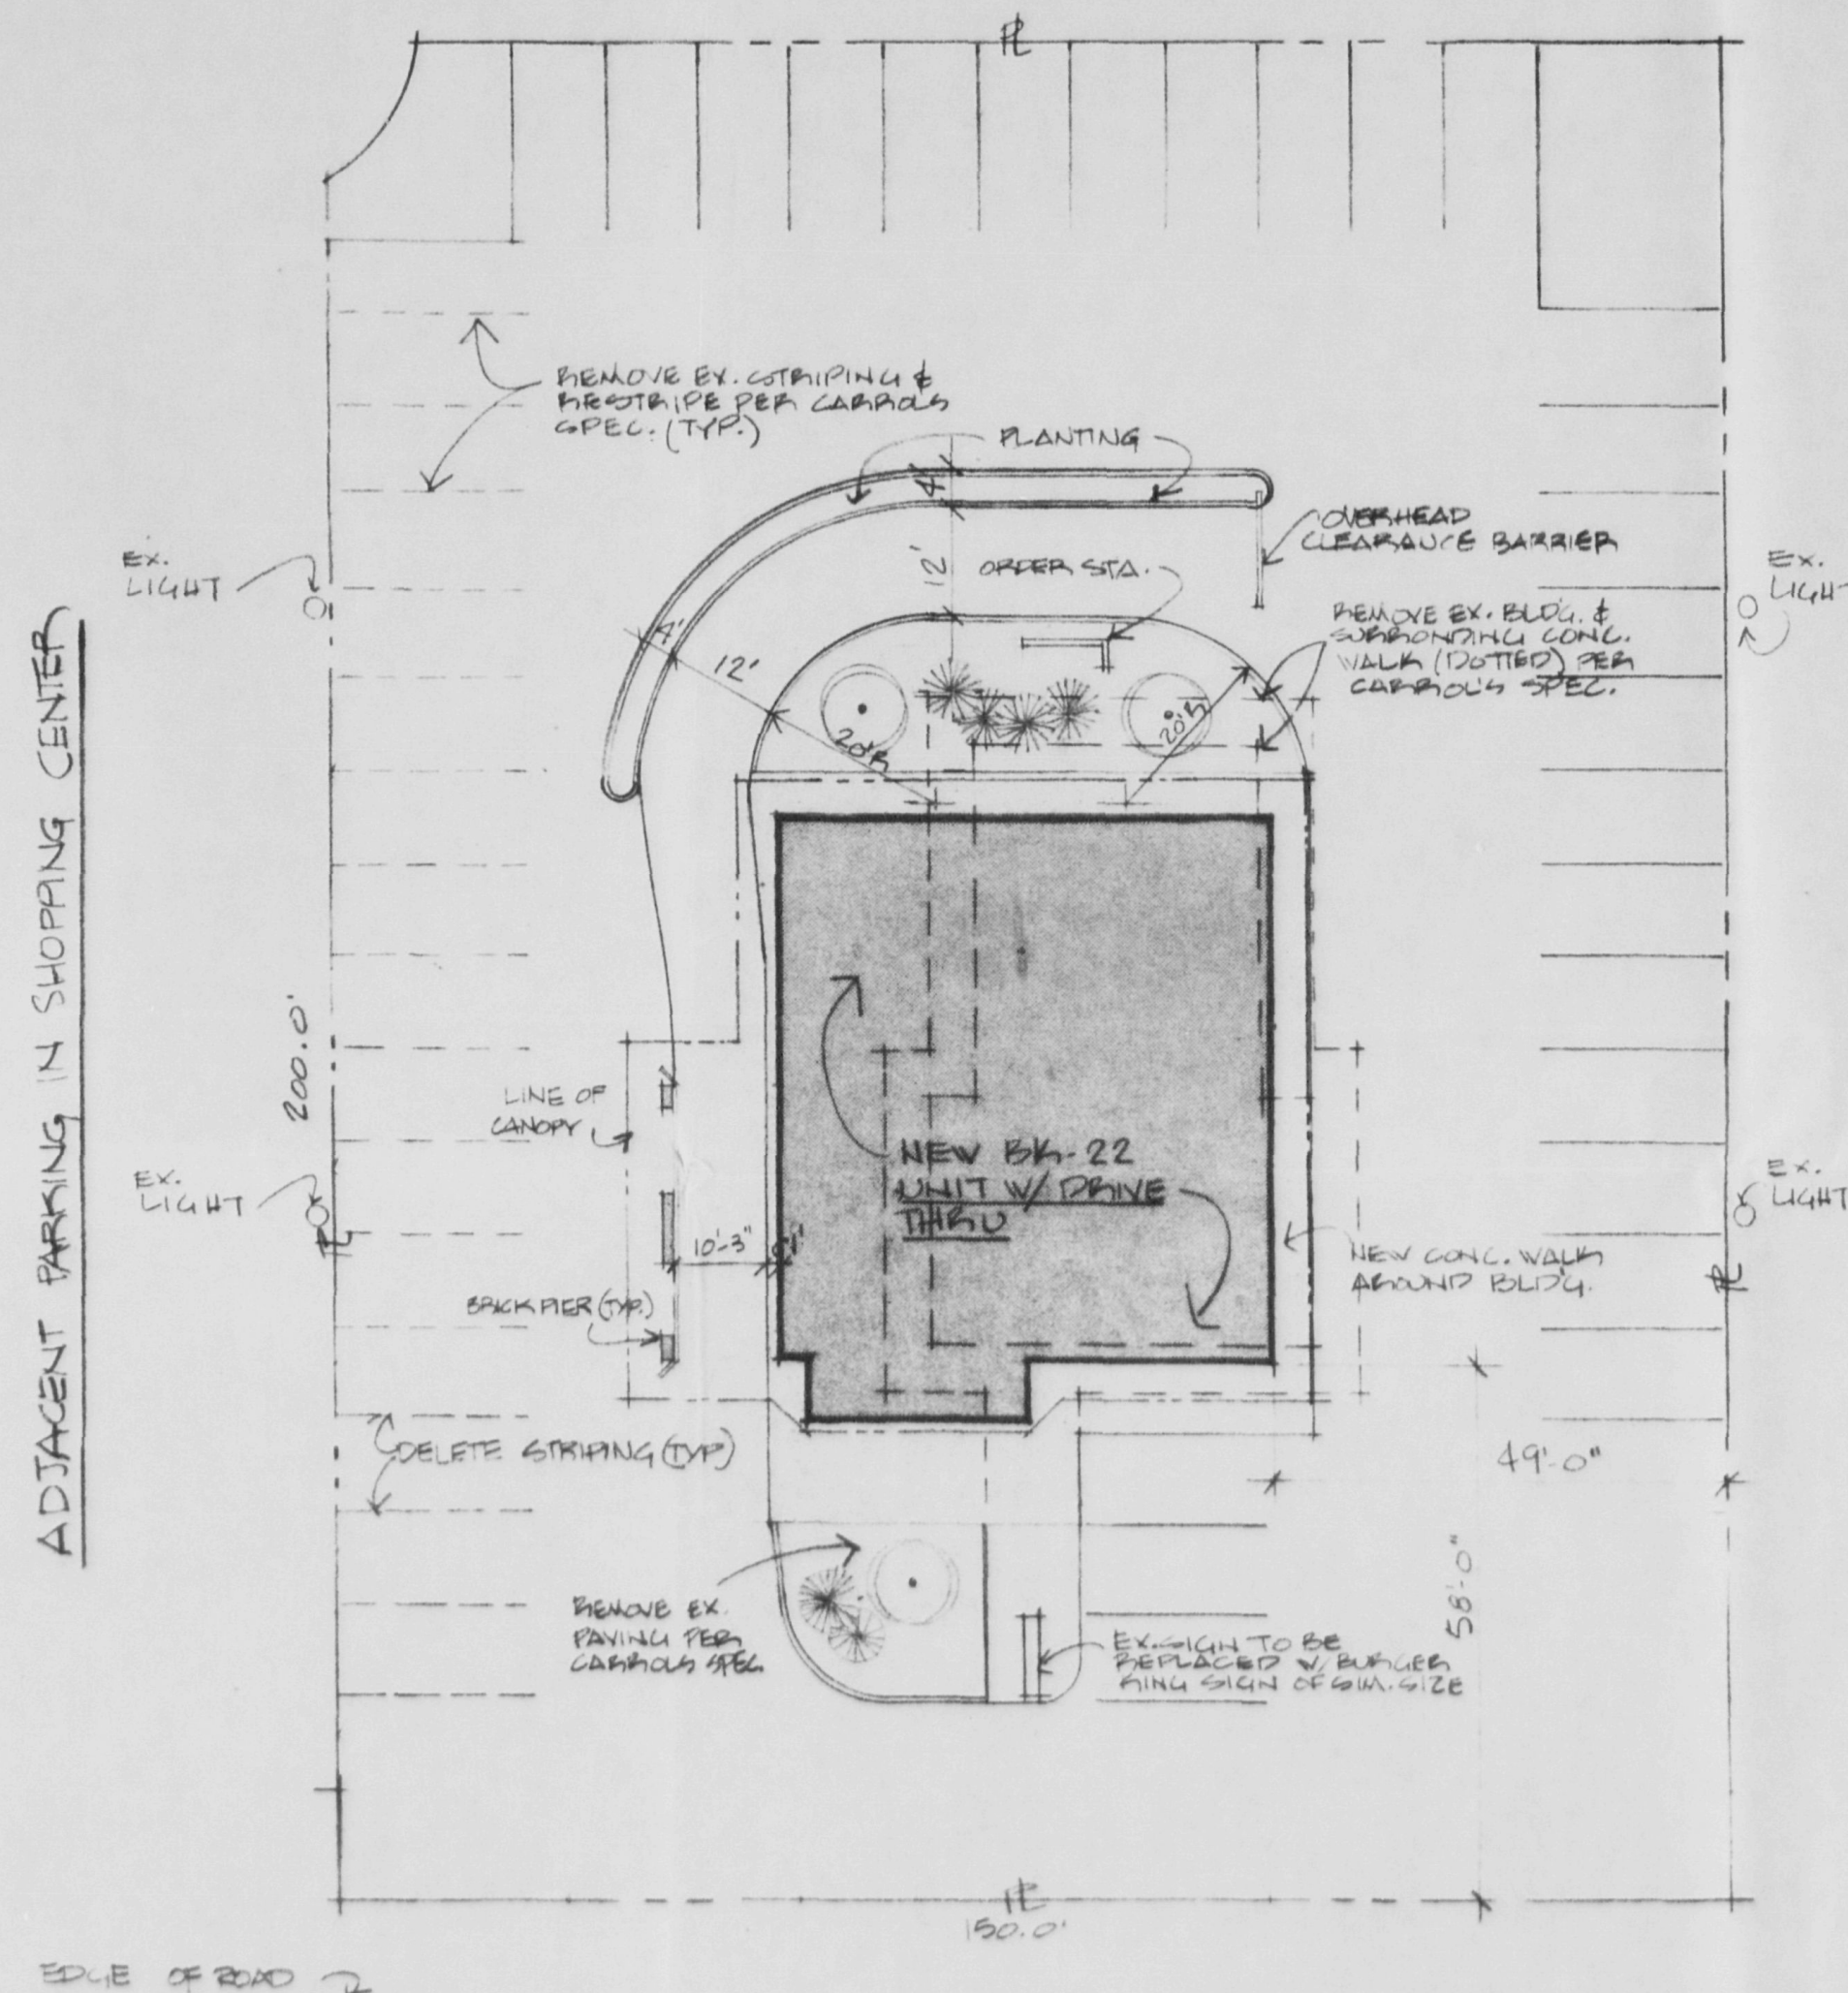 PL
REMOVE EX. STRIPING &
RESTRIPE PER CARROLS
SPEC. (TYP.)
PLANTING
4'
12'
OVERHEAD
CLEARANCE BARRIER
ORDER STA.
EX.
LIGHT
EX.
LIGHT
REMOVE EX. BLDG. &
SURRONDING CONC.
WALK (DOTTED) PER
CARROL'S SPEC.
4'
12'
20'R
20'R
ADJACENT PARKING IN SHOPPING CENTER
200.0'
LINE OF
CANOPY
NEW BK-22
UNIT W/ DRIVE
THRU
EX.
LIGHT
EX.
LIGHT
PL
10'-3"
NEW CONC. WALK
AROUND BLDG.
PL
BRICK PIER (TYP.)
DELETE STRIPING (TYP)
49'-0"
58'-0"
REMOVE EX.
PAVING PER
CARROLS SPEC
EX. SIGN TO BE
REPLACED W/ BURGER
KING SIGN OF SIM. SIZE
PL
150.0'
EDGE OF ROAD